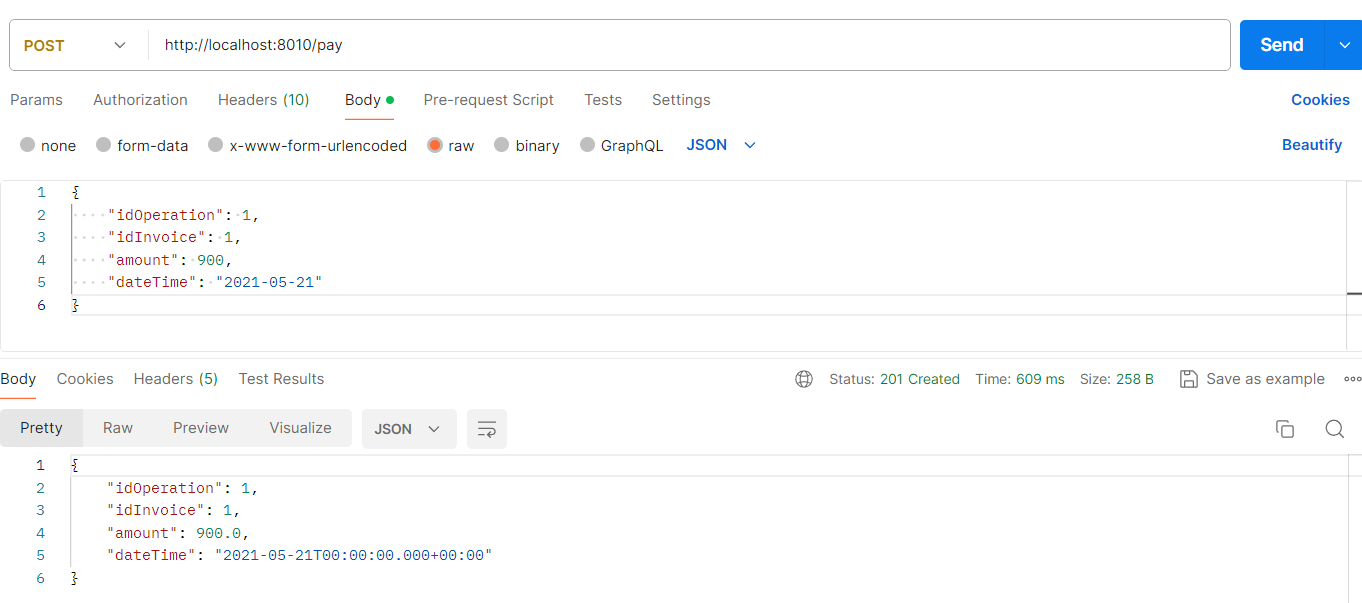 POST http://localhost:8010/pay Send
Params Authorization Headers (10) Body Pre-request Script Tests Settings Cookies
none form-data x-www-form-urlencoded raw binary GraphQL JSON Beautify
1 {
2 "idOperation": 1,
3 "idInvoice": 1,
4 "amount": 900,
5 "dateTime": "2021-05-21"
6 }
Body Cookies Headers (5) Test Results Status: 201 Created Time: 609 ms Size: 258 B Save as example
Pretty Raw Preview Visualize JSON
1 {
2 "idOperation": 1,
3 "idInvoice": 1,
4 "amount": 900.0,
5 "dateTime": "2021-05-21T00:00:00.000+00:00"
6 }